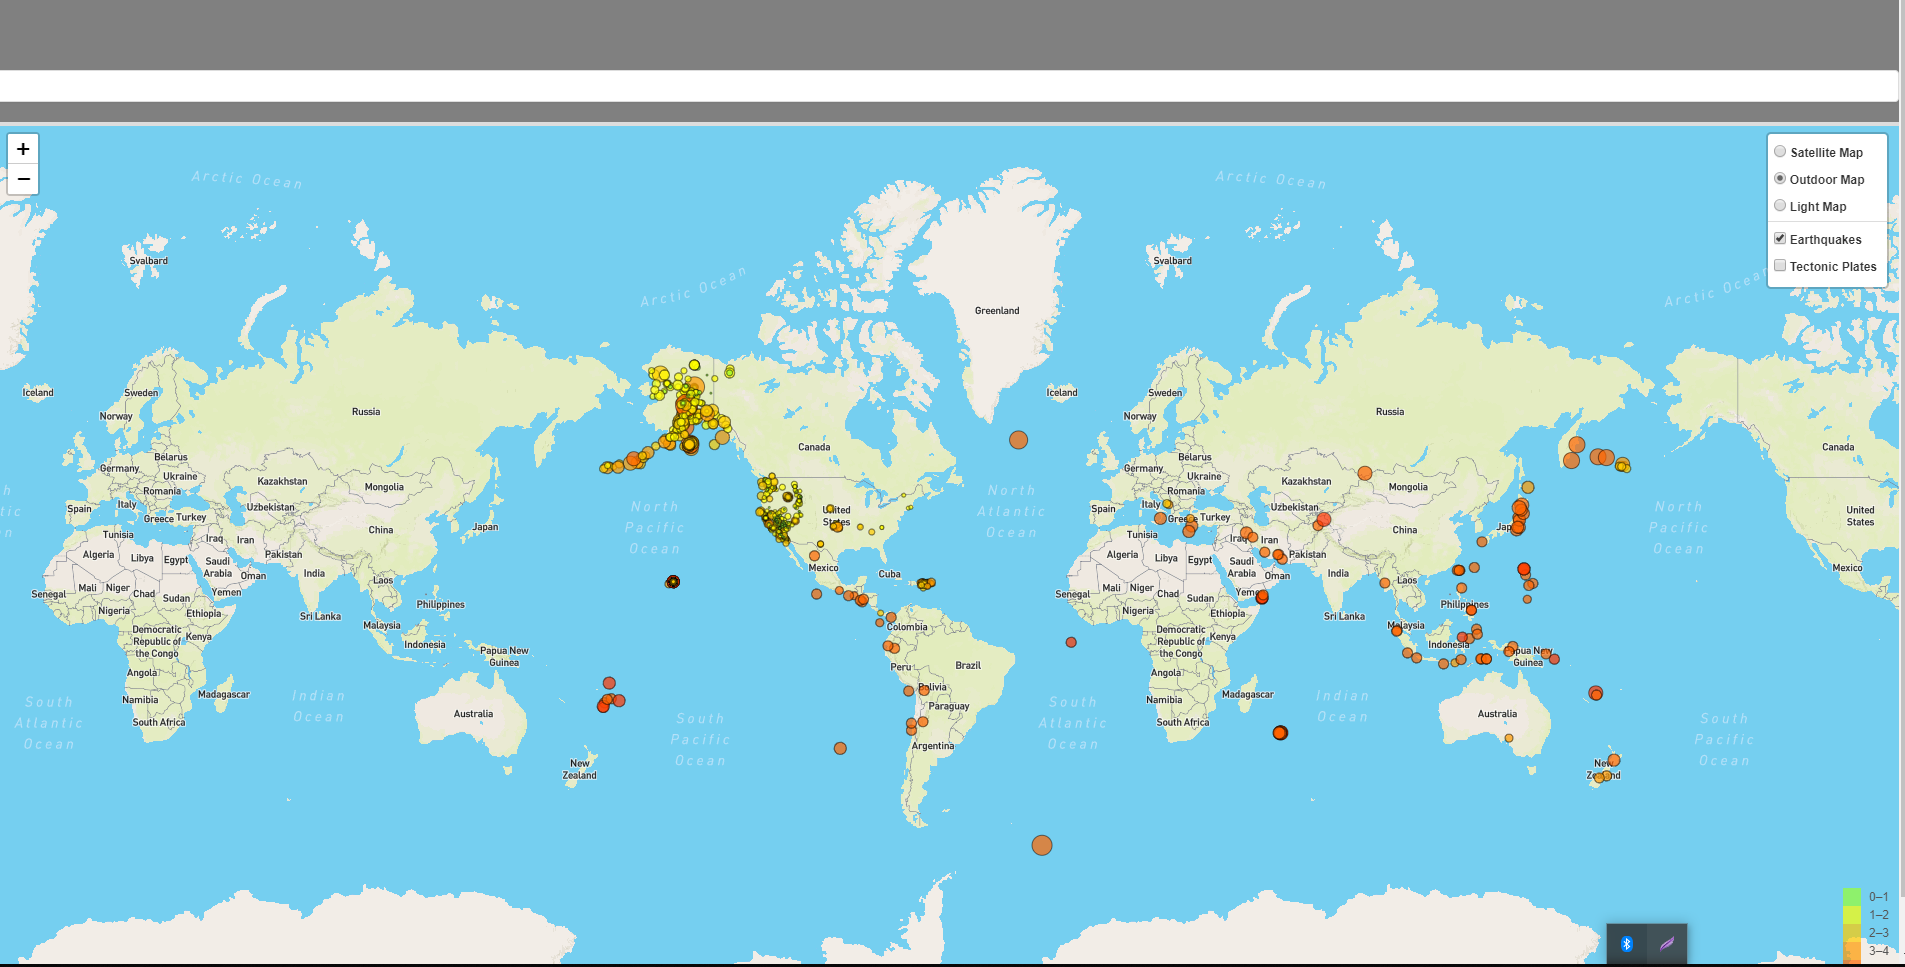 +
−
Satellite Map
Outdoor Map
Light Map
Earthquakes
Tectonic Plates
Arctic Ocean
Arctic Ocean
Svalbard
Svalbard
Arctic Ocean
Arctic Ocean
Greenland
Iceland
Sweden
Norway
Russia
Iceland
Sweden
Norway
Russia
Canada
Canada
Belarus
Germany
Ukraine
Romania
Kazakhstan
Mongolia
Spain
Italy
Greece
Turkey
Uzbekistan
China
Japan
North
Pacific
Ocean
United
States
North
Atlantic
Ocean
Belarus
Germany
Ukraine
Romania
Kazakhstan
Mongolia
Spain
Italy
Greece
Turkey
Uzbekistan
China
North
Pacific
Ocean
United
States
Tunisia
Algeria
Libya
Egypt
Iraq
Iran
Pakistan
Saudi
Arabia
Oman
India
Mali
Niger
Chad
Sudan
Yemen
Laos
Senegal
Nigeria
Ethiopia
Sri Lanka
Philippines
Malaysia
Democratic
Republic of
the Congo
Kenya
Indonesia
Papua New
Guinea
Angola
Namibia
Madagascar
South Africa
South
Atlantic
Ocean
Indian
Ocean
Australia
New
Zealand
South
Pacific
Ocean
Mexico
Cuba
Colombia
Peru
Brazil
Paraguay
Argentina
Tunisia
Algeria
Libya
Egypt
Iran
Pakistan
Saudi
Arabia
Oman
India
Mali
Niger
Chad
Sudan
Laos
Senegal
Nigeria
Ethiopia
Sri Lanka
Philippines
Malaysia
Democratic
Republic of
the Congo
Kenya
Indonesia
Guinea
Angola
Namibia
Madagascar
South Africa
South
Atlantic
Ocean
Indian
Ocean
Australia
New
South
Pacific
Ocean
Mexico
0–1
1–2
2–3
3–4